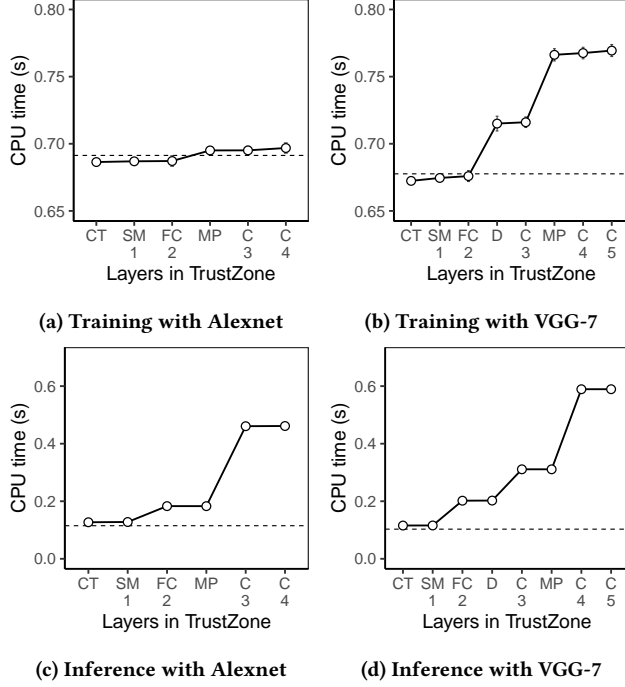 0.80
0.75
0.70
0.65
CPU time (s)
CT SM FC MP C C
1 2 3 4
Layers in TrustZone
(a) Training with Alexnet
0.80
0.75
0.70
0.65
CPU time (s)
CT SM FC D C MP C C
1 2 3 4 5
Layers in TrustZone
(b) Training with VGG-7
0.6
0.4
0.2
0.0
CPU time (s)
CT SM FC MP C C
1 2 3 4
Layers in TrustZone
(c) Inference with Alexnet
0.6
0.4
0.2
0.0
CPU time (s)
CT SM FC D C MP C C
1 2 3 4 5
Layers in TrustZone
(d) Inference with VGG-7